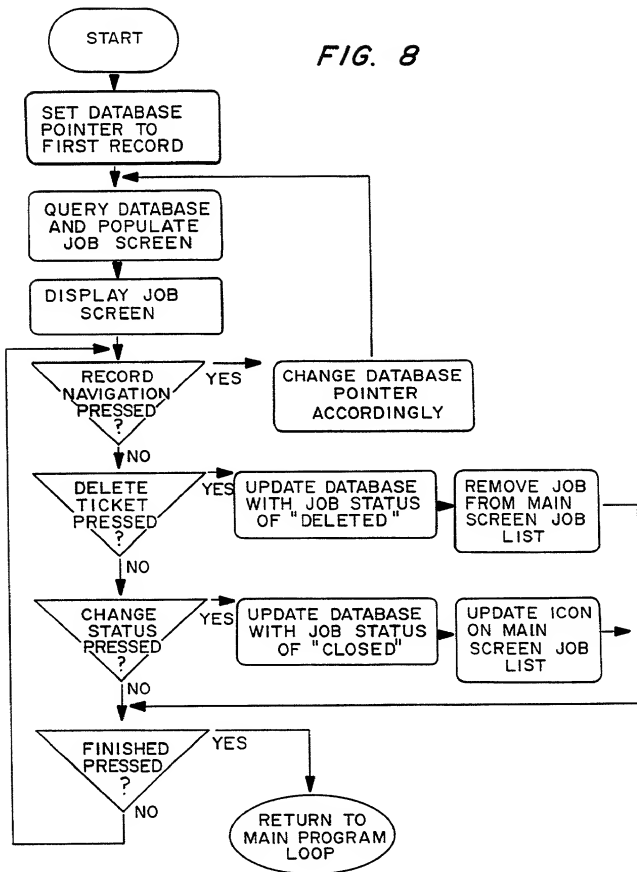 START
FIG. 8
SET DATABASE
POINTER TO
FIRST RECORD
QUERY DATABASE
AND POPULATE
JOB SCREEN
DISPLAY JOB
SCREEN
RECORD
NAVIGATION
PRESSED
?
YES
CHANGE DATABASE
POINTER
ACCORDINGLY
NO
DELETE
TICKET
PRESSED
?
YES
UPDATE DATABASE
WITH JOB STATUS
OF "DELETED"
REMOVE JOB
FROM MAIN
SCREEN JOB
LIST
NO
CHANGE
STATUS
PRESSED
?
YES
UPDATE DATABASE
WITH JOB STATUS
OF "CLOSED"
UPDATE ICON
ON MAIN
SCREEN JOB
LIST
NO
FINISHED
PRESSED
?
YES
NO
RETURN TO
MAIN PROGRAM
LOOP